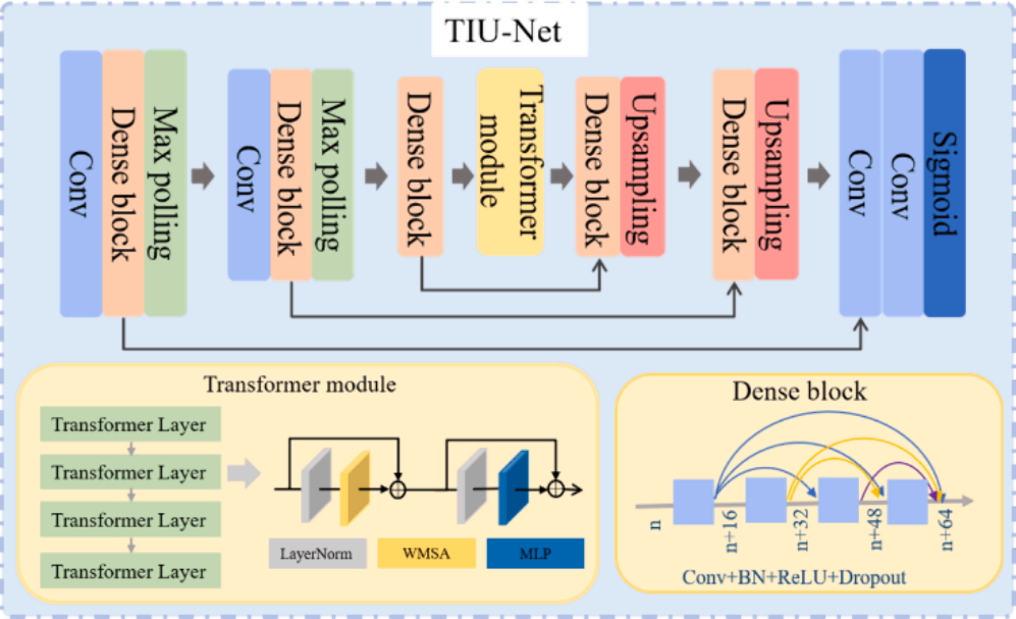 TIU-Net
Conv
Dense block
Max polling
Conv
Dense block
Max polling
Dense block
Transformer
module
Dense block
Upsampling
Dense block
Upsampling
Conv
Conv
Sigmoid
Transformer module
Transformer Layer
Transformer Layer
Transformer Layer
Transformer Layer
LayerNorm
WMSA
MLP
Dense block
n
n+16
n+32
n+48
n+64
Conv+BN+ReLU+Dropout